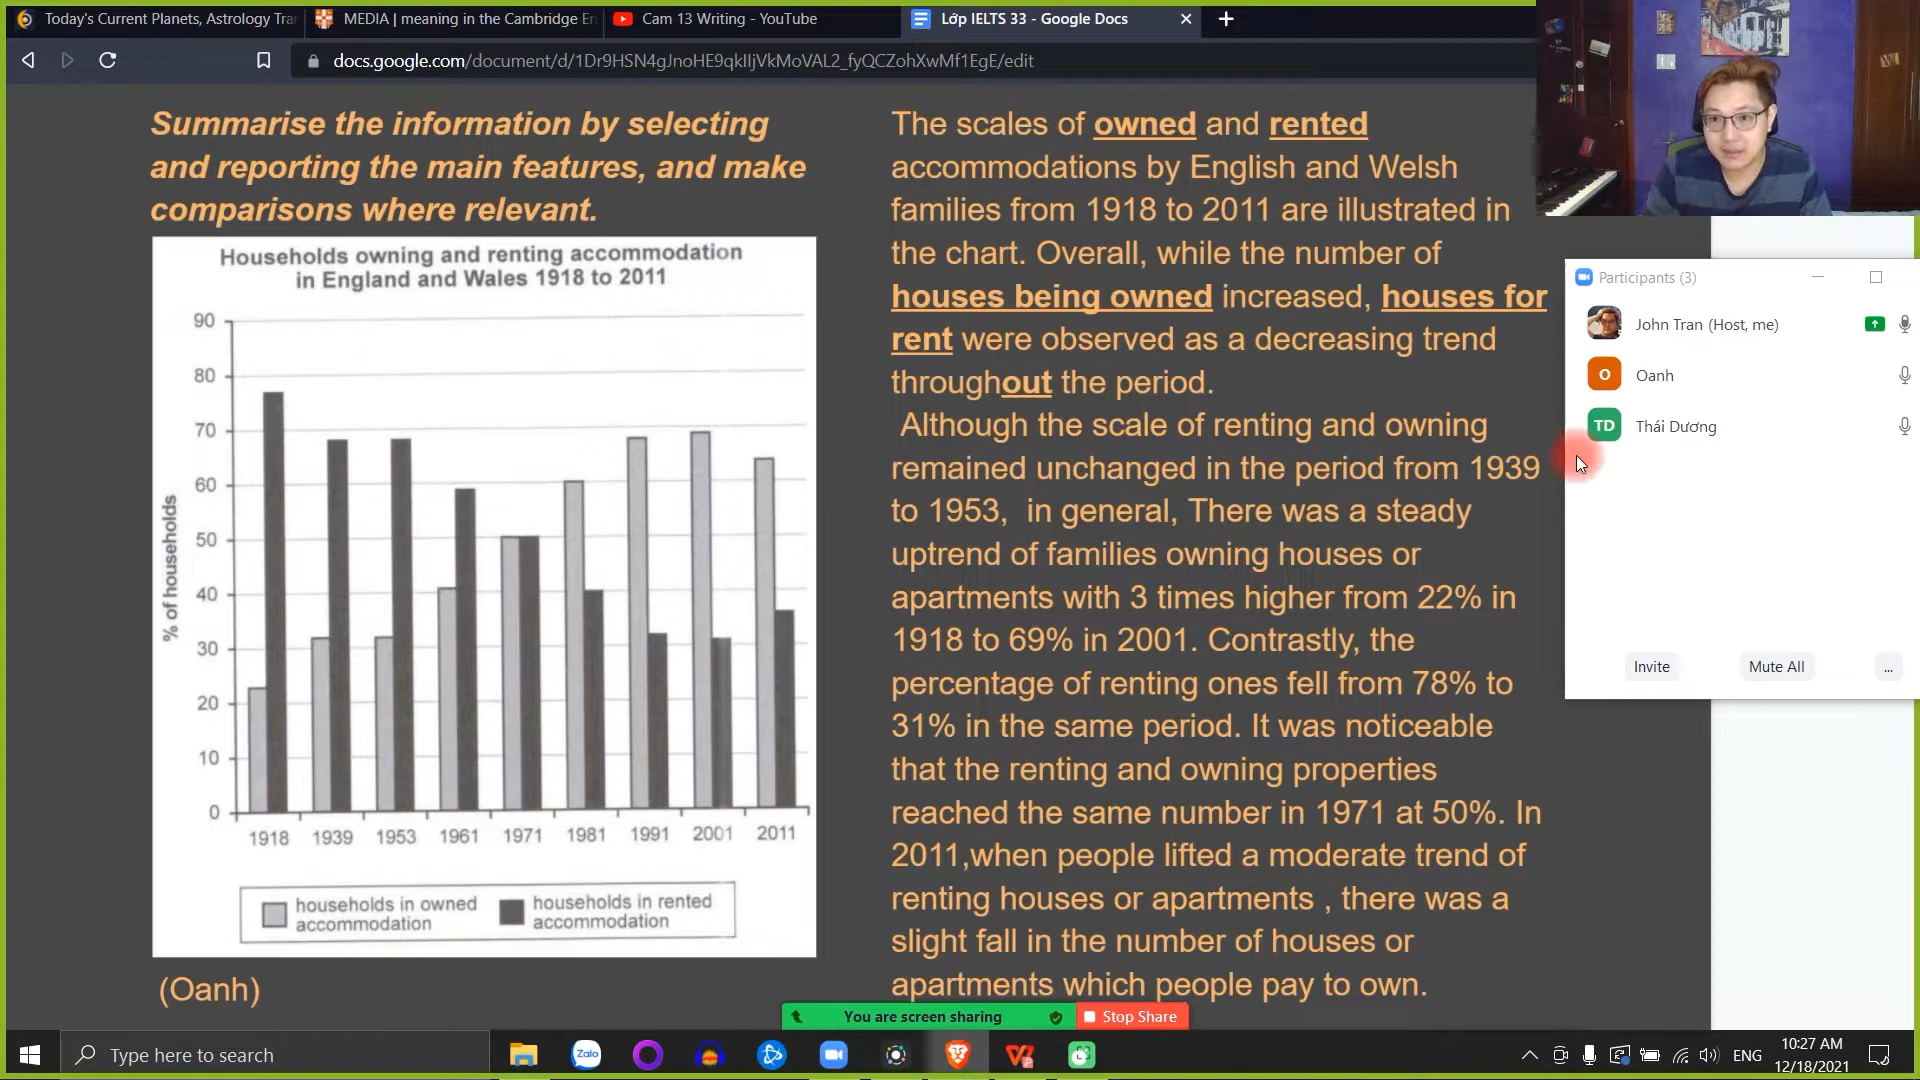 Today's Current Planets, Astrology Tra
MEDIA | meaning in the Cambridge En
Cam 13 Writing - YouTube
Lớp IELTS 33 - Google Docs
docs.google.com/document/d/1Dr9HSN4gJnoHE9qklIjVkMoVAL2_fyQCZohXwMf1EgE/edit
Summarise the information by selecting
and reporting the main features, and make
comparisons where relevant.
Households owning and renting accommodation
in England and Wales 1918 to 2011
% of households
90
80
70
60
50
40
30
20
10
0
1918 1939 1953 1961 1971 1981 1991 2001 2011
households in owned
accommodation
households in rented
accommodation
(Oanh)
The scales of owned and rented
accommodations by English and Welsh
families from 1918 to 2011 are illustrated in
the chart. Overall, while the number of
houses being owned increased, houses for
rent were observed as a decreasing trend
throughout the period.
Although the scale of renting and owning
remained unchanged in the period from 1939
to 1953, in general, There was a steady
uptrend of families owning houses or
apartments with 3 times higher from 22% in
1918 to 69% in 2001. Contrastly, the
percentage of renting ones fell from 78% to
31% in the same period. It was noticeable
that the renting and owning properties
reached the same number in 1971 at 50%. In
2011,when people lifted a moderate trend of
renting houses or apartments , there was a
slight fall in the number of houses or
apartments which people pay to own.
Participants (3)
John Tran (Host, me)
O Oanh
TD Thái Dương
Invite
Mute All
...
You are screen sharing
Stop Share
Type here to search
Zalo
ENG
10:27 AM
12/18/2021